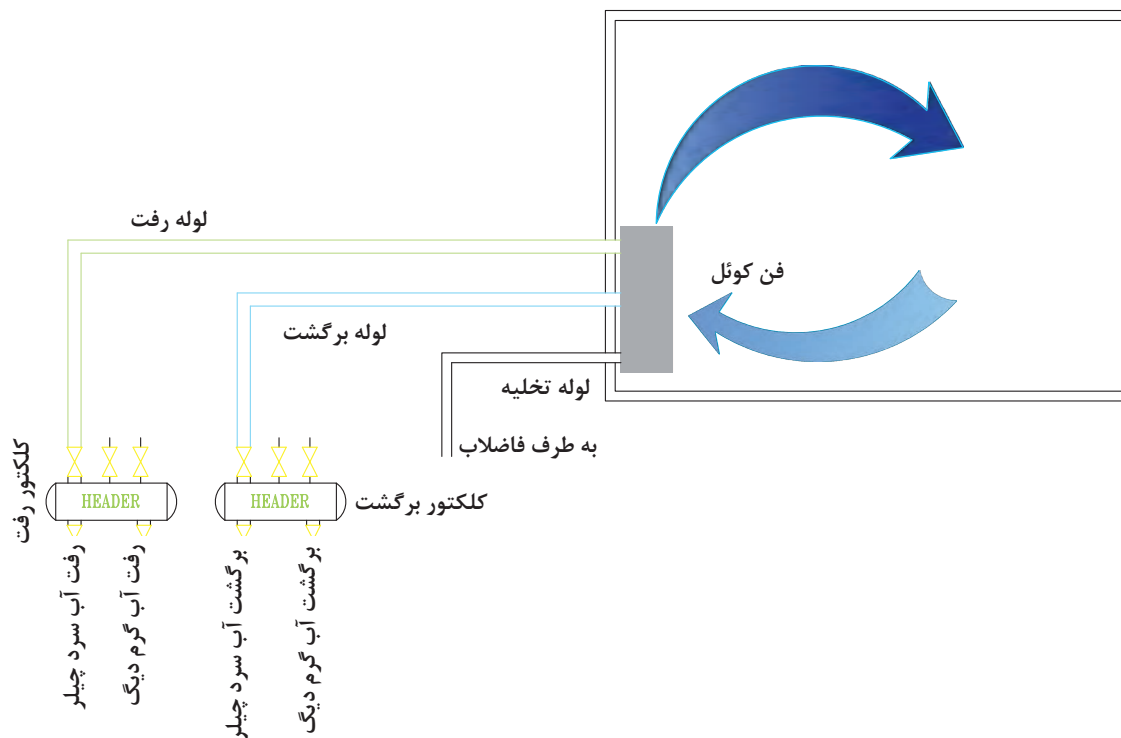 لوله رفت
فن کوئل
لوله برگشت
لوله تخلیه
به طرف فاضلاب
کلکتور رفت
HEADER
HEADER
کلکتور برگشت
رفت آب سرد چیلر
رفت آب گرم دیگ
برگشت آب سرد چیلر
برگشت آب گرم دیگ